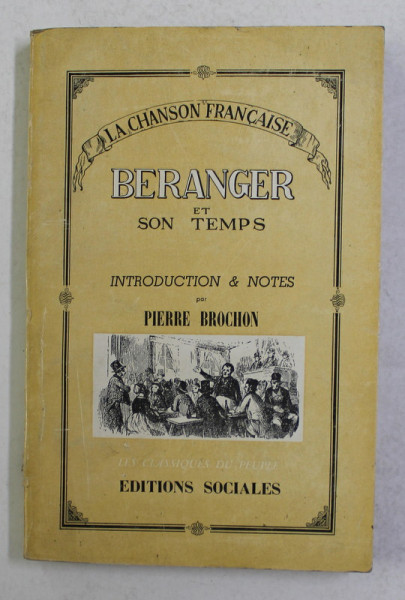 LA CHANSON FRANÇAISE
BERANGER
ET
SON TEMPS
INTRODUCTION & NOTES
par
PIERRE BROCHON
LES CLASSIQUES DU PEUPLE
EDITIONS SOCIALES